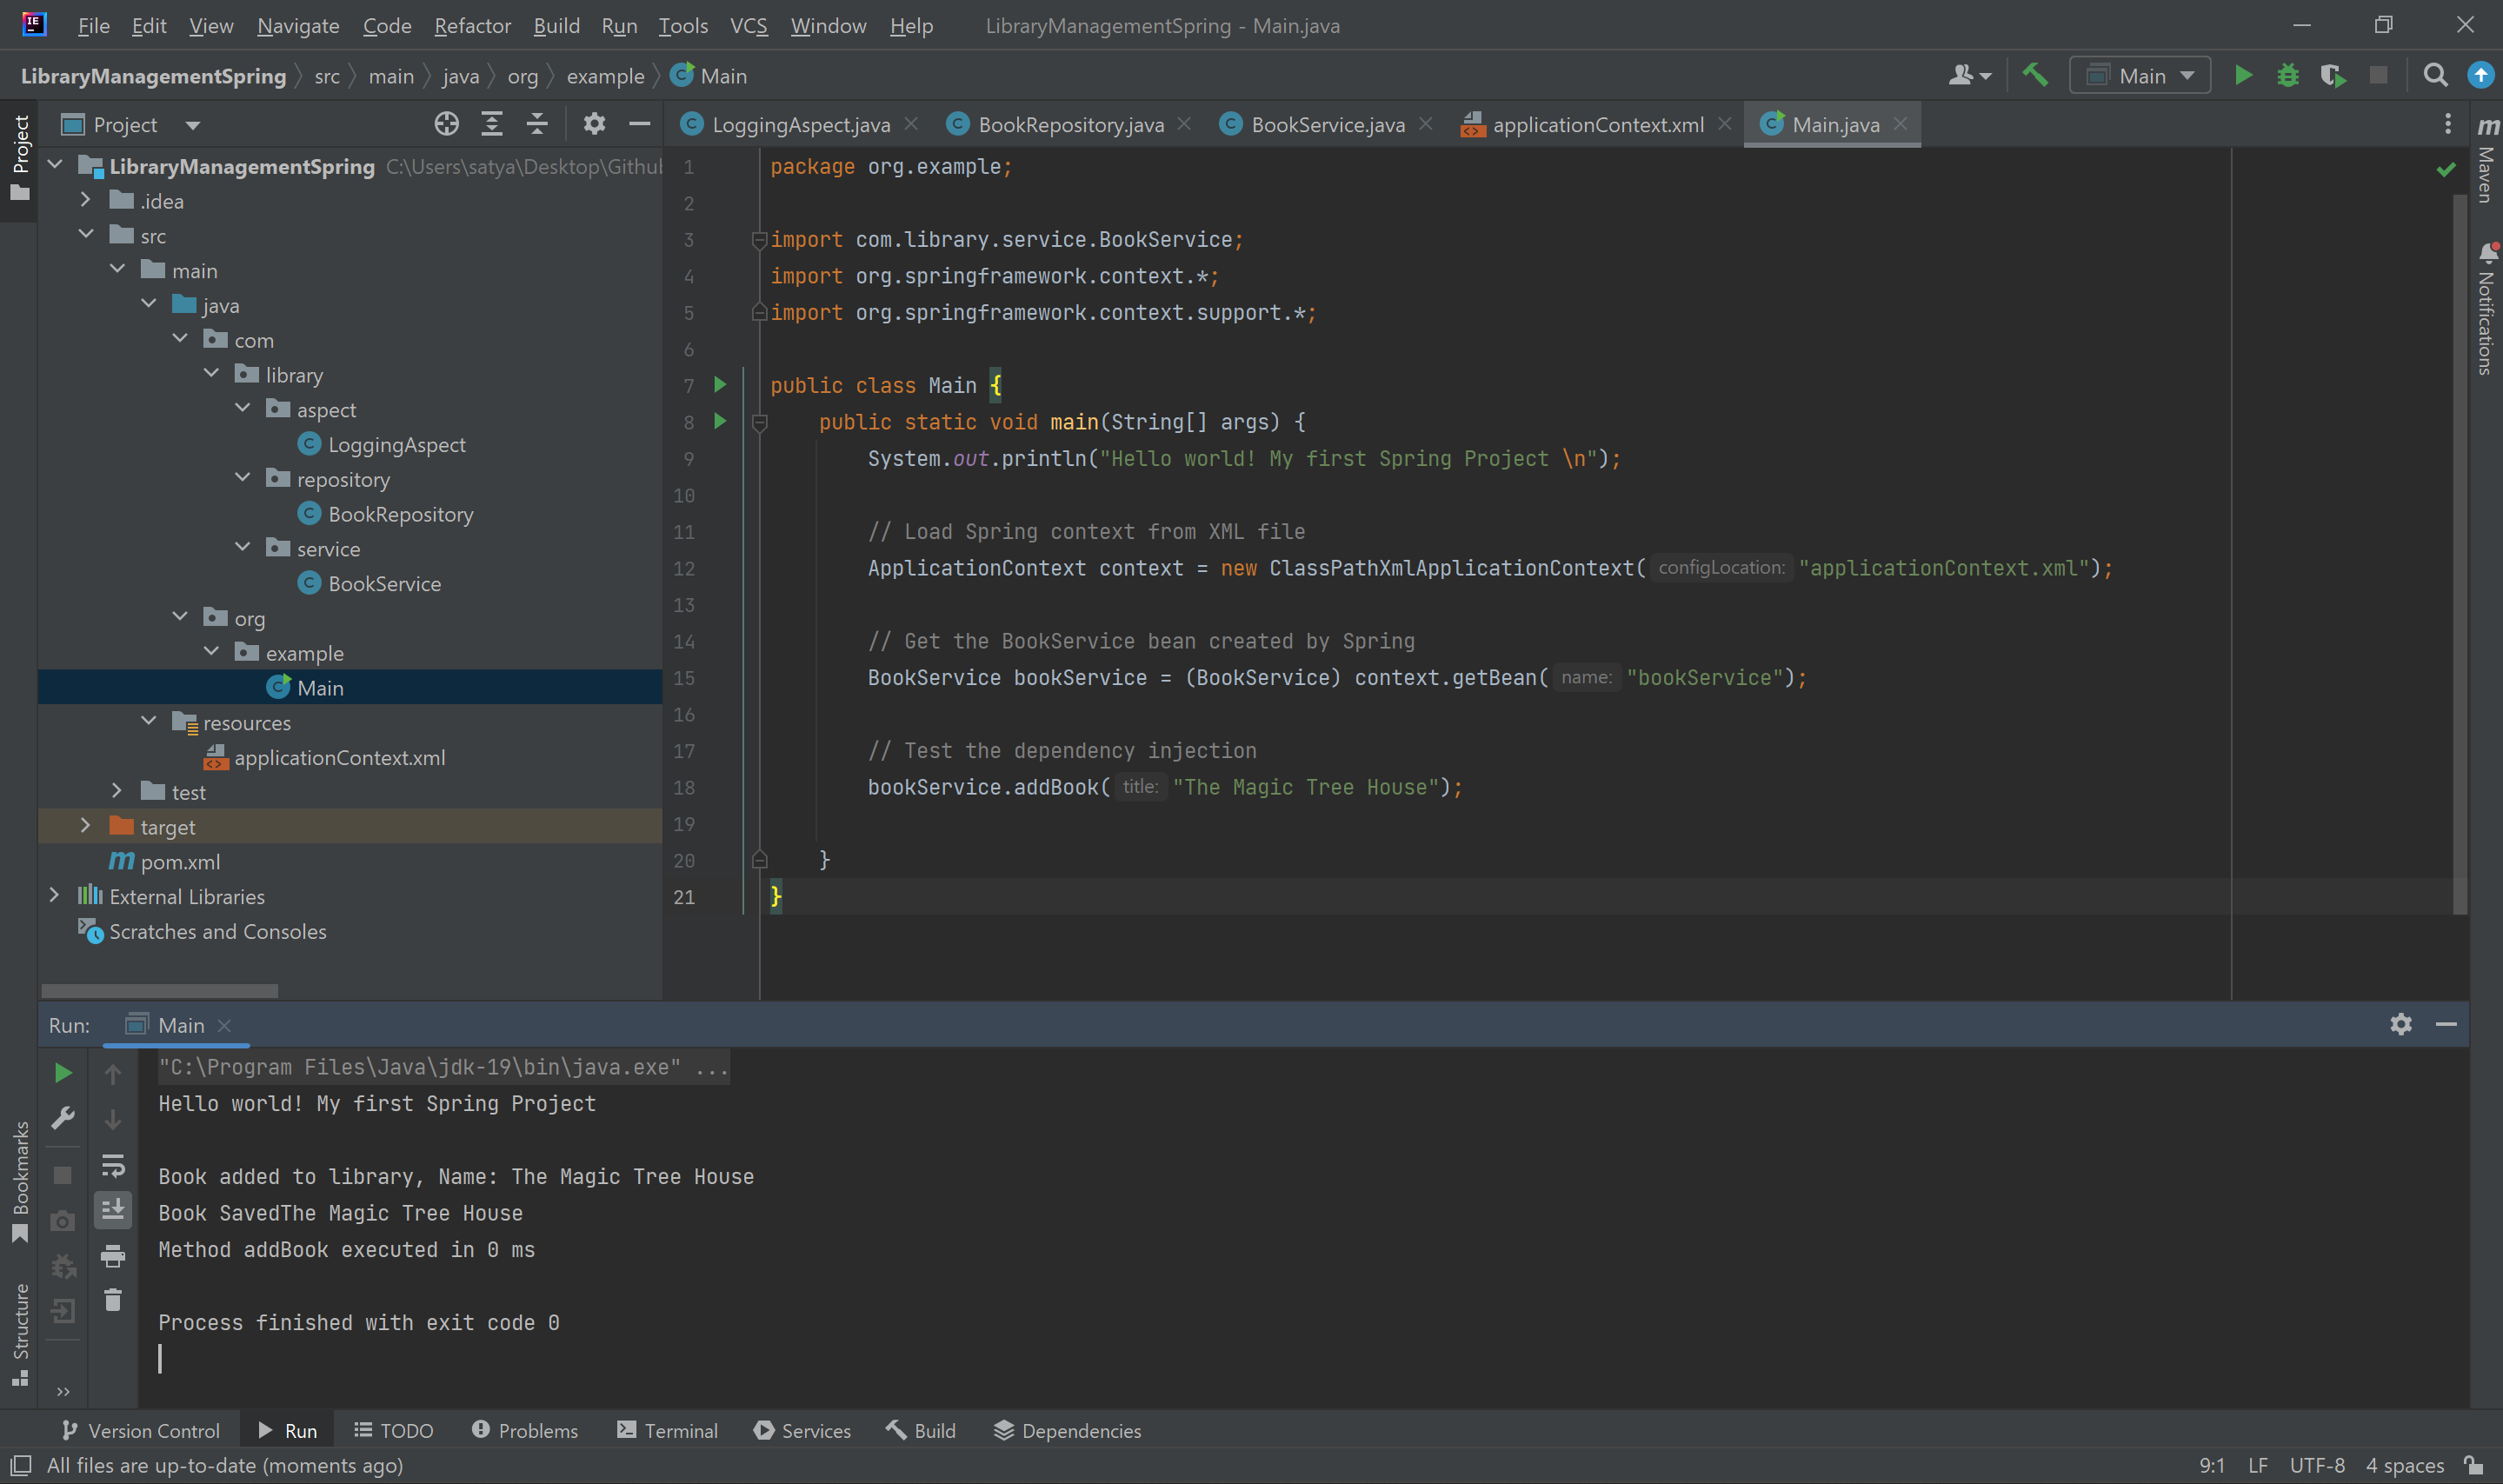 File Edit View Navigate Code Refactor Build Run Tools VCS Window Help LibraryManagementSpring - Main.java
LibraryManagementSpring src main java org example Main
Main
Project
LoggingAspect.java BookRepository.java BookService.java applicationContext.xml Main.java
Project
LibraryManagementSpring C:\Users\satya\Desktop\Github
.idea
src
main
java
com
library
aspect
LoggingAspect
repository
BookRepository
service
BookService
org
example
Main
resources
applicationContext.xml
test
target
pom.xml
External Libraries
Scratches and Consoles
1 package org.example;
2
3 import com.library.service.BookService;
4 import org.springframework.context.*;
5 import org.springframework.context.support.*;
6
7 public class Main {
8 public static void main(String[] args) {
9 System.out.println("Hello world! My first Spring Project \n");
10
11 // Load Spring context from XML file
12 ApplicationContext context = new ClassPathXmlApplicationContext( configLocation: "applicationContext.xml");
13
14 // Get the BookService bean created by Spring
15 BookService bookService = (BookService) context.getBean( name: "bookService");
16
17 // Test the dependency injection
18 bookService.addBook( title: "The Magic Tree House");
19
20 }
21 }
Maven
Notifications
Run: Main
"C:\Program Files\Java\jdk-19\bin\java.exe" ...
Hello world! My first Spring Project
Book added to library, Name: The Magic Tree House
Book SavedThe Magic Tree House
Method addBook executed in 0 ms
Process finished with exit code 0
Bookmarks
Structure
Version Control Run TODO Problems Terminal Services Build Dependencies
All files are up-to-date (moments ago) 9:1 LF UTF-8 4 spaces